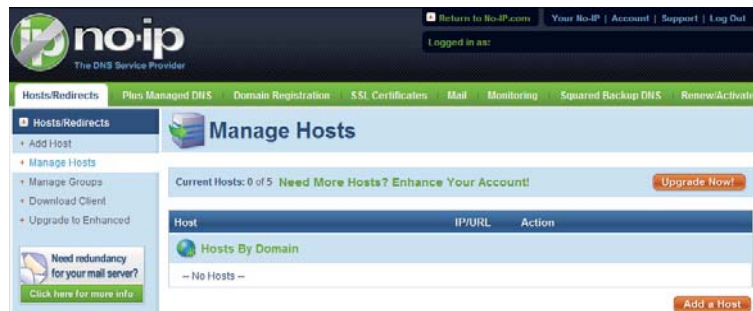 Return to No-IP.com
Your No-IP | Account | Support | Log Out
no-ip
The DNS Service Provider
Logged in as:
Hosts/Redirects Plus Managed DNS Domain Registration SSL Certificates Mail Monitoring Squared Backup DNS Renew/Activate
Hosts/Redirects
Add Host
Manage Hosts
Manage Groups
Download Client
Upgrade to Enhanced
Need redundancy
for your mail server?
Click here for more info
Manage Hosts
Current Hosts: 0 of 5 Need More Hosts? Enhance Your Account!
Upgrade Now!
Host IP/URL Action
Hosts By Domain
-- No Hosts --
Add a Host